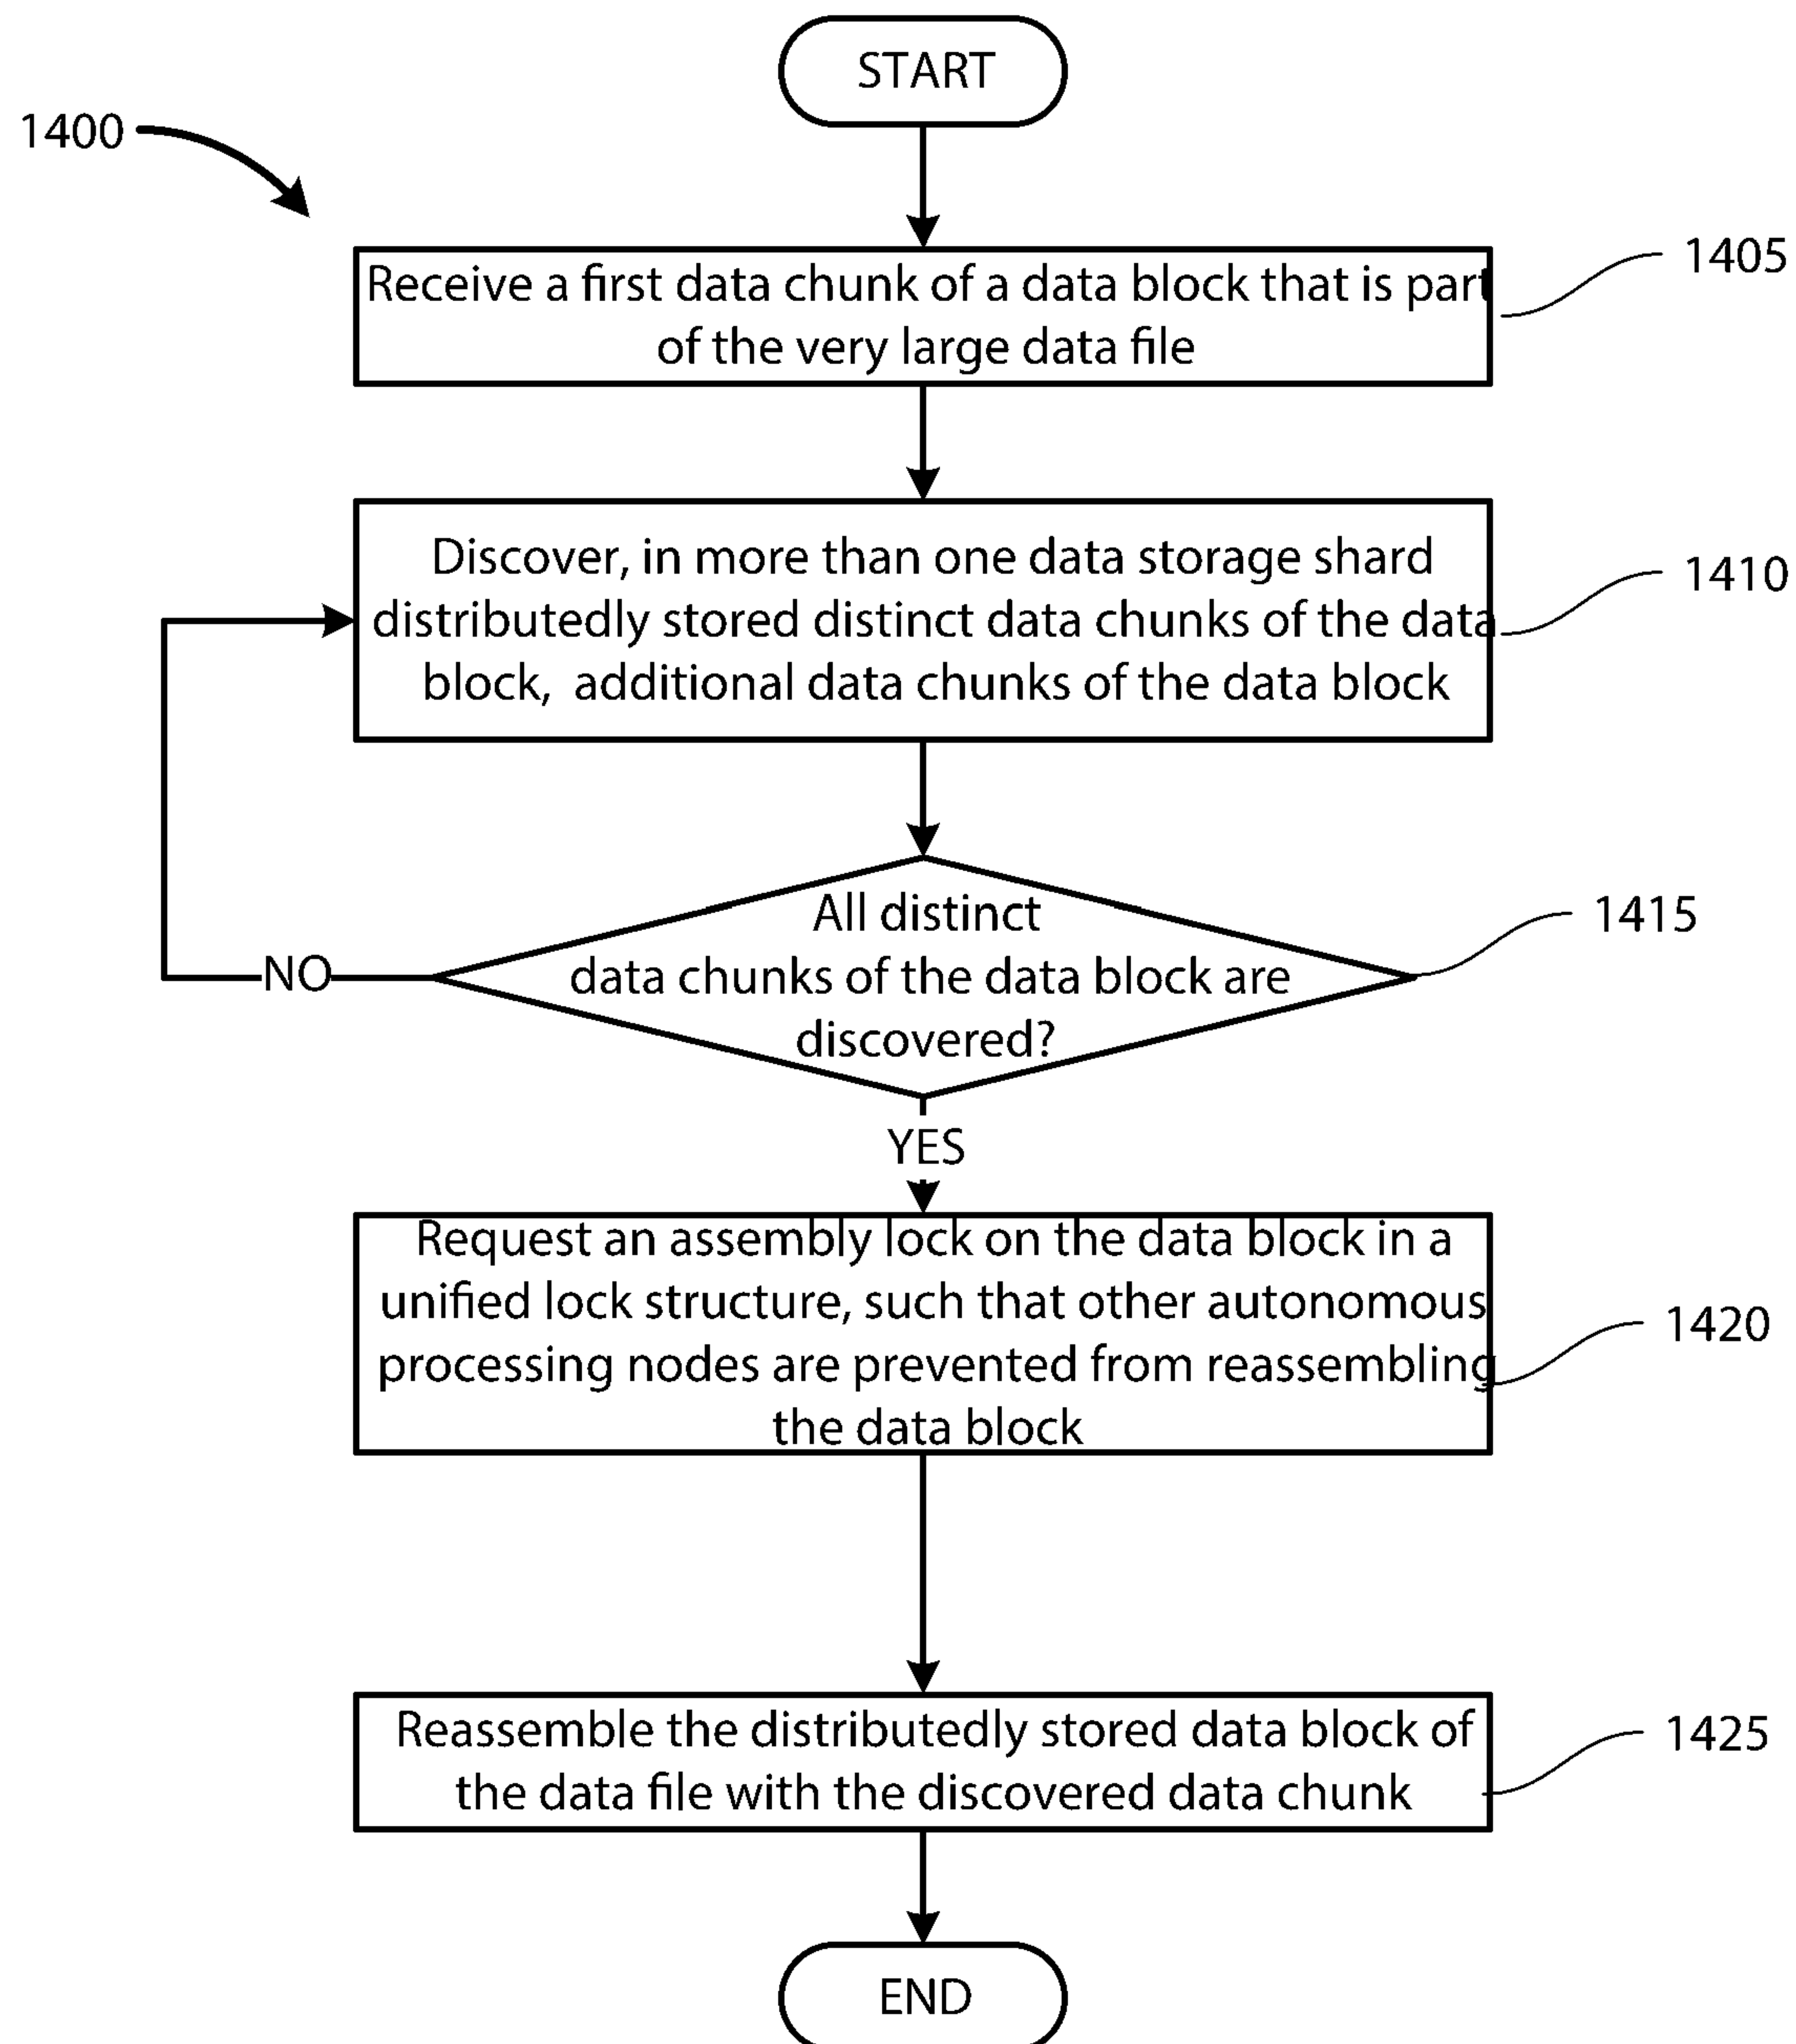 START
1400
Receive a first data chunk of a data block that is part
of the very large data file
1405
Discover, in more than one data storage shard
distributedly stored distinct data chunks of the data
block, additional data chunks of the data block
1410
All distinct
data chunks of the data block are
discovered?
1415
NO
YES
Request an assembly lock on the data block in a
unified lock structure, such that other autonomous
processing nodes are prevented from reassembling
the data block
1420
Reassemble the distributedly stored data block of
the data file with the discovered data chunk
1425
END